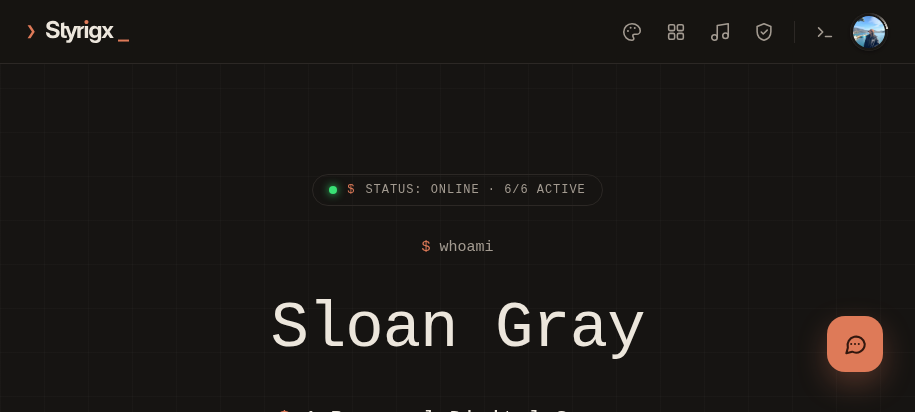 ❯ Styrigx _
$ STATUS: ONLINE · 6/6 ACTIVE
$ whoami
Sloan Gray